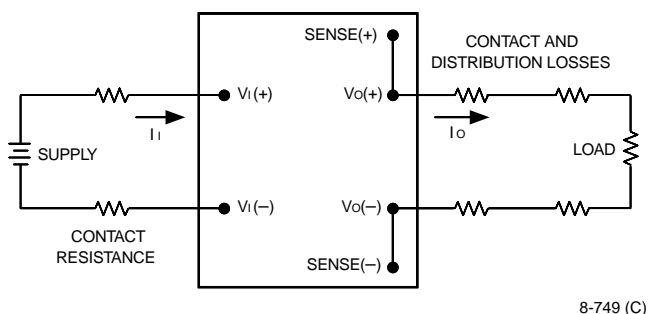 SENSE(+)
CONTACT AND
DISTRIBUTION LOSSES
VI(+)
VO(+)
II
IO
SUPPLY
LOAD
VI(–)
VO(–)
CONTACT
RESISTANCE
SENSE(–)
8-749 (C)